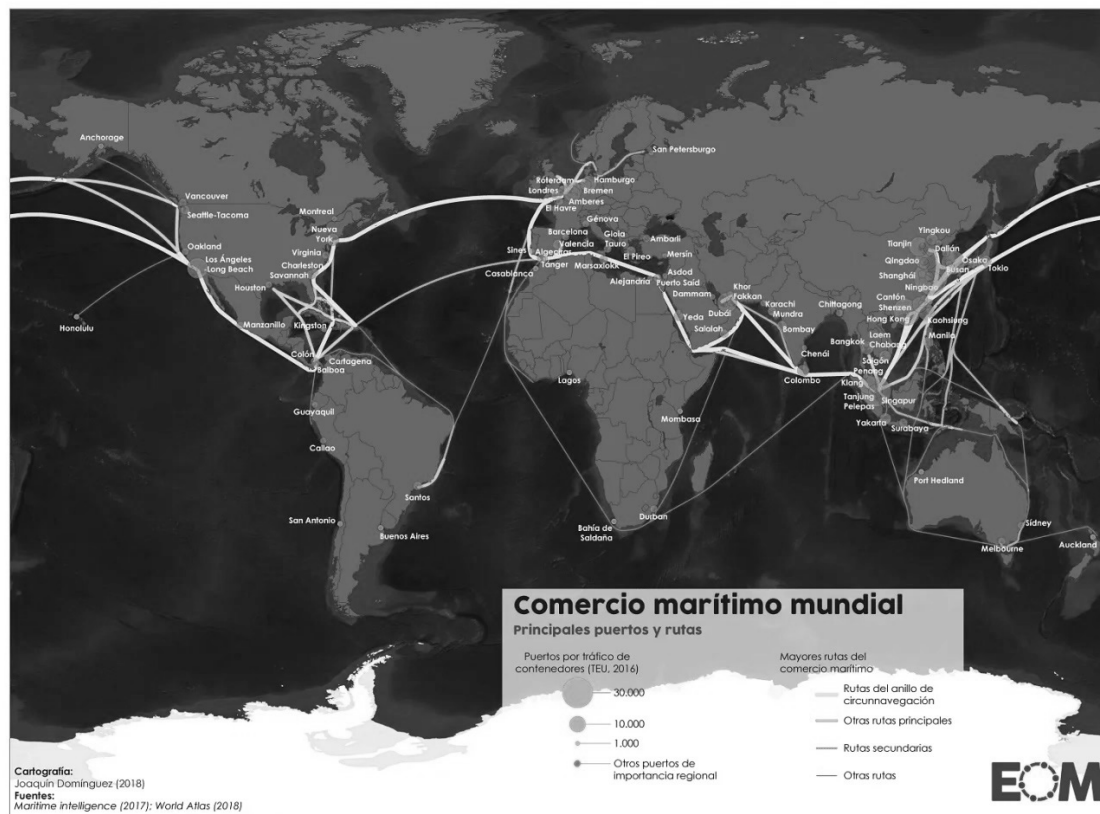 Anchorage
San Petersburgo
Róterdam
Hamburgo
Londres
Bremen
Amberes
El Havre
Vancouver
Seattle-Tacoma
Montreal
Nueva
York
Génova
Barcelona
Gioia
Tauro
Valencia
Ambarli
Yingkou
Tianjin
Dalián
Oakland
Virginia
Sines
Algeciras
El Pireo
Mersín
Qingdao
Osaka
Busan
Tokio
Los Ángeles
Long Beach
Charleston
Savannah
Tánger
Marsaxlokk
Casablanca
Asdod
Puerto Saíd
Alejandría
Shanghái
Ningbo
Houston
Dammam
Khor
Fakkan
Karachi
Mundra
Chittagong
Cantón
Shenzen
Hong Kong
Kaohsiung
Honolulu
Manzanillo
Kingston
Yeda
Dubái
Salalah
Bombay
Laem
Chabang
Bangkok
Manila
Colón
Cartagena
Balboa
Chenái
Saigón
Penang
Lagos
Colombo
Klang
Tanjung
Pelepas
Singapur
Guayaquil
Mombasa
Yakarta
Surabaya
Callao
Santos
Port Hedland
Durban
San Antonio
Buenos Aires
Bahía de
Saldaña
Sídney
Melbourne
Auckland
Comercio marítimo mundial
Principales puertos y rutas
Puertos por tráfico de
contenedores (TEU, 2016)
30.000
10.000
1.000
Otros puertos de
importancia regional
Mayores rutas del
comercio marítimo
Rutas del anillo de
circunnavegación
Otras rutas principales
Rutas secundarias
Otras rutas
Cartografía:
Joaquín Domínguez (2018)
Fuentes:
Maritime intelligence (2017); World Atlas (2018)
EOM